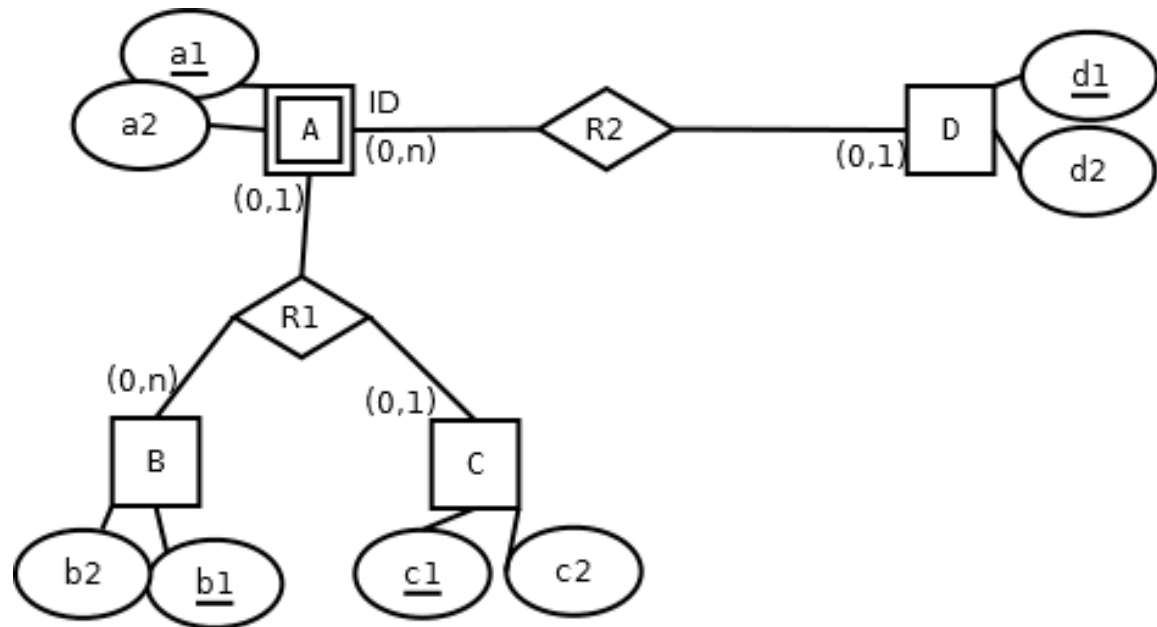 a1
a2
A
ID
(0,n)
R2
(0,1)
D
d1
d2
(0,1)
R1
(0,n)
(0,1)
B
C
b2
b1
c1
c2